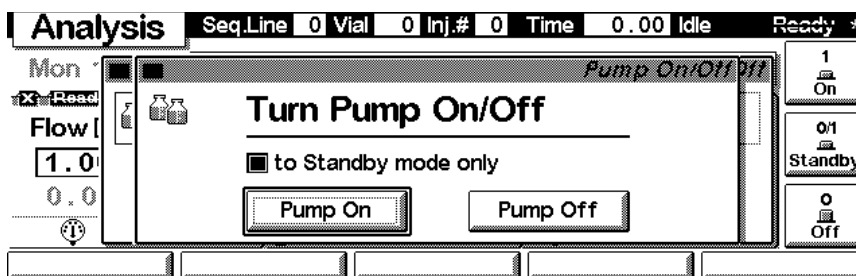 Analysis Seq.Line 0 Vial 0 Inj.# 0 Time 0.00 Idle Ready
Mon
Pump On/Off
Off
1
On
Turn Pump On/Off
Flow [
0/1
Standby
1.0
to Standby mode only
0.0
Pump On
Pump Off
0
Off